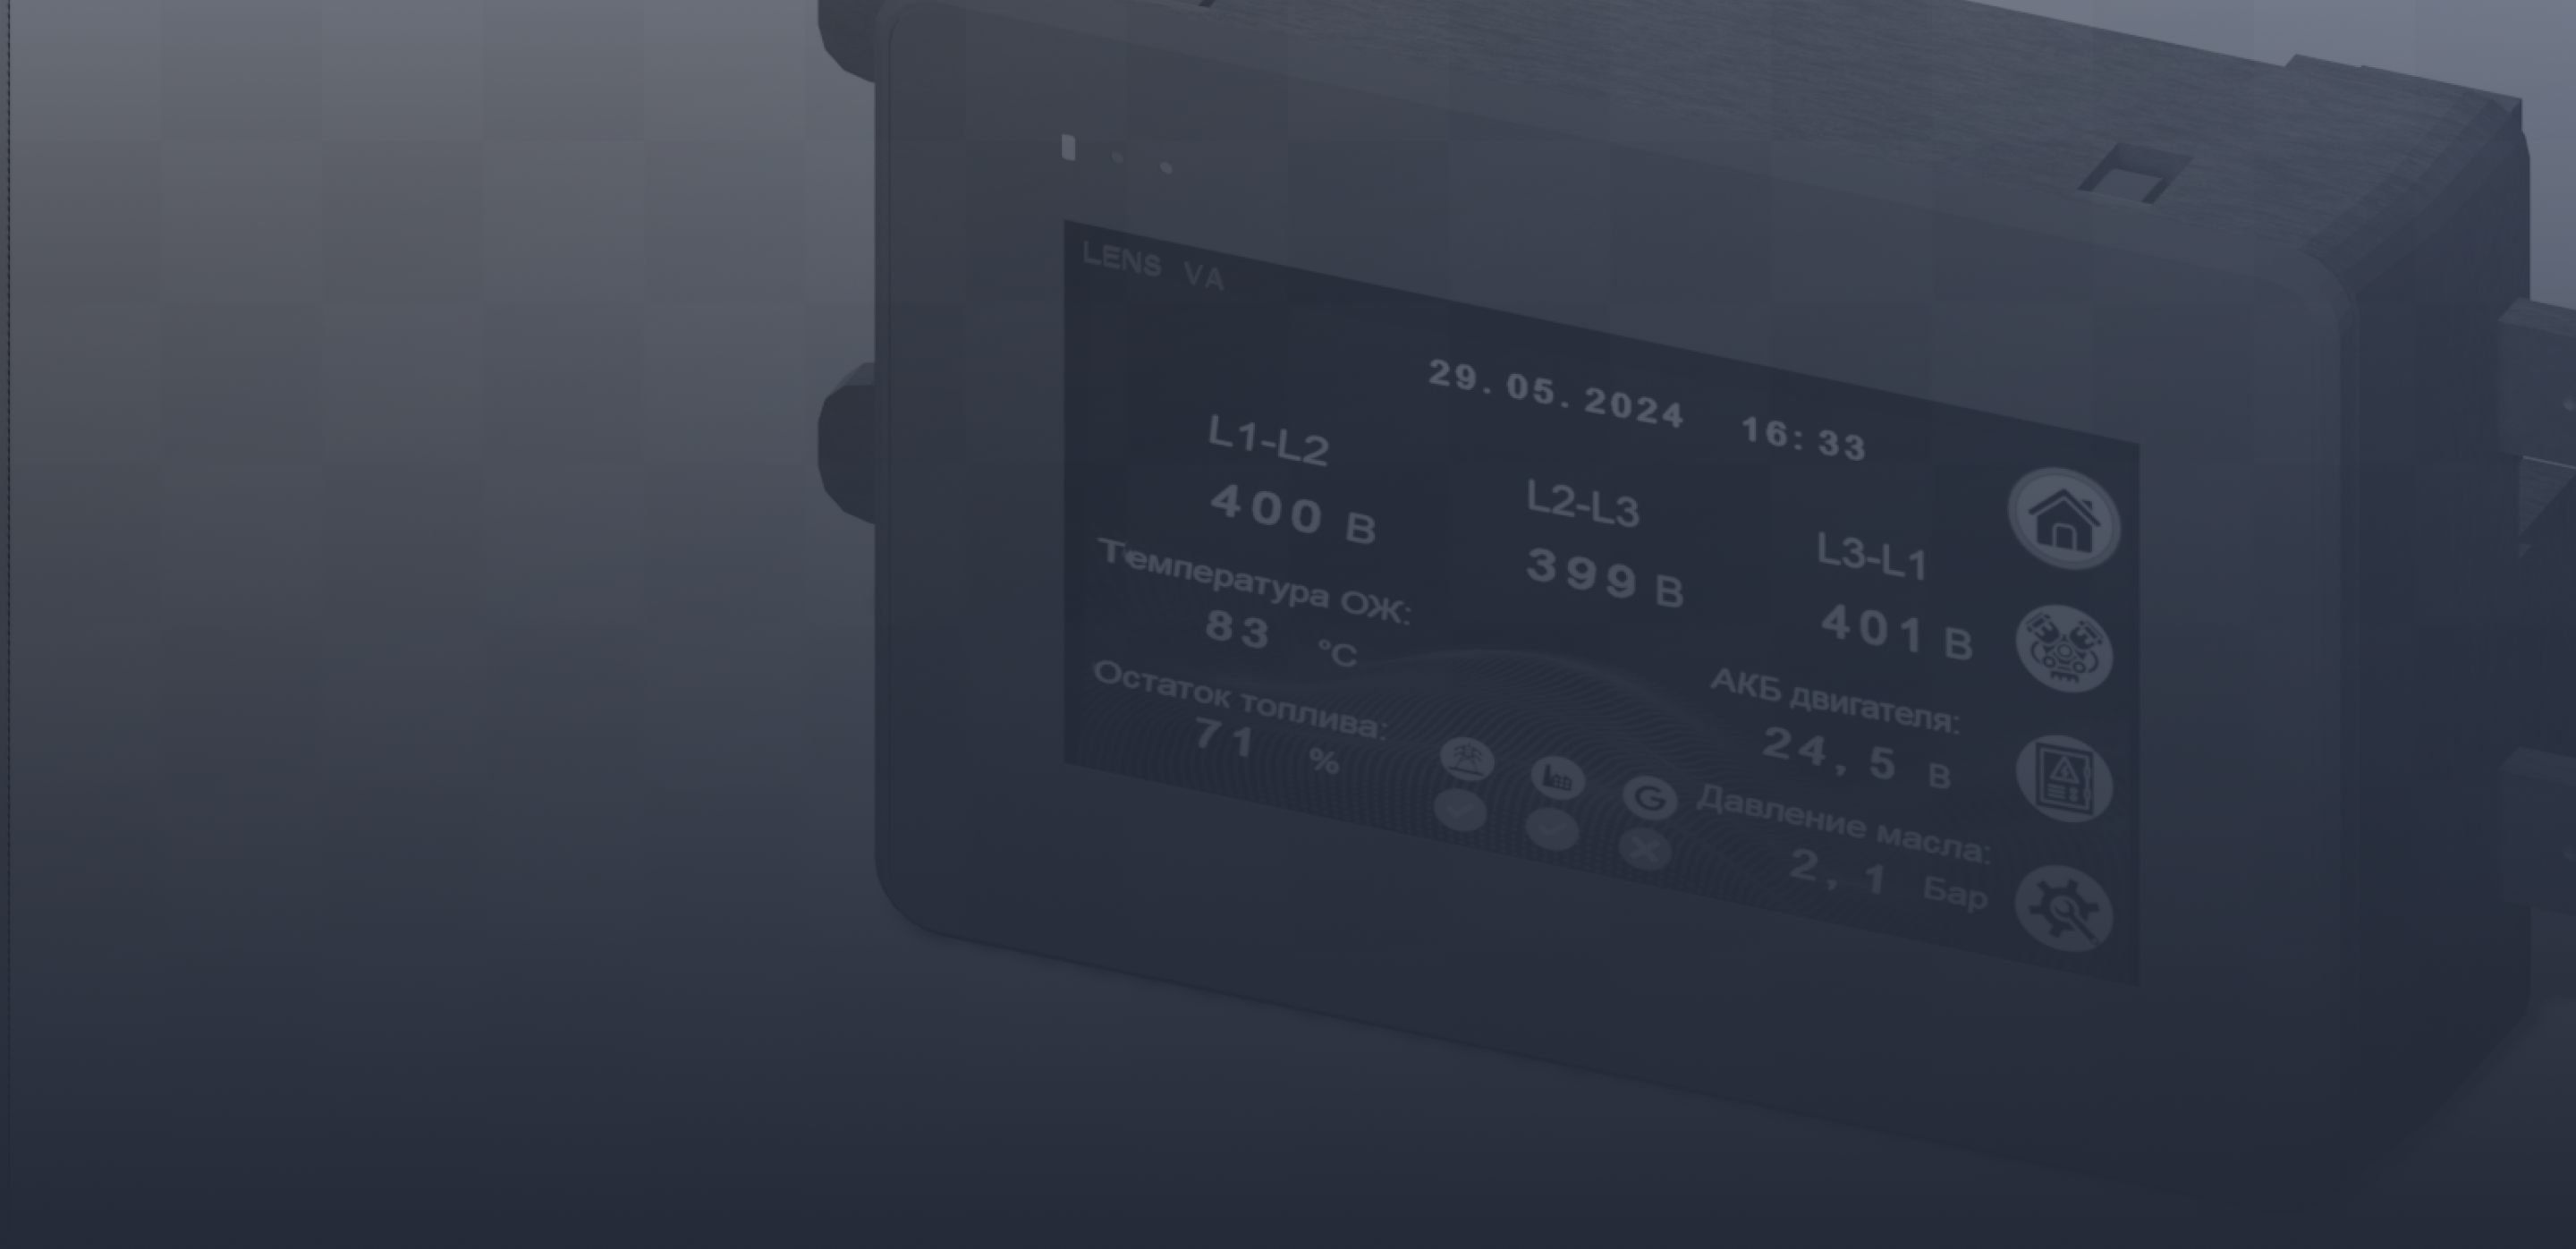 LENS VA
29.05.2024 16:33
L1-L2 L2-L3 L3-L1
400 В 399 В 401 В
Температура ОЖ:
83 °C
АКБ двигателя:
24,5 В
Остаток топлива:
71 %
Давление масла:
2,1 Бар
G